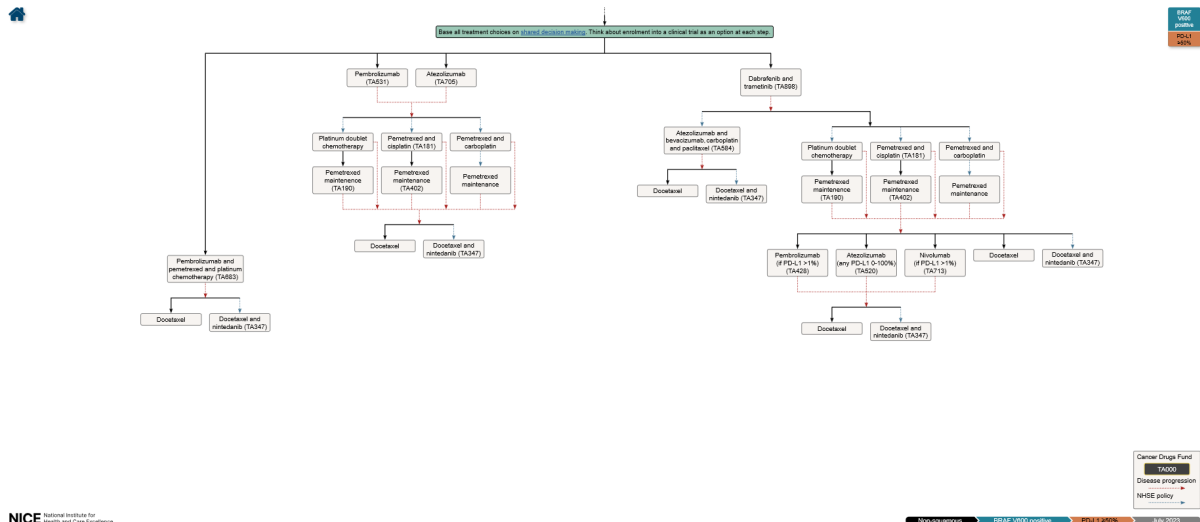 Base all treatment choices on shared decision making. Think about enrolment into a clinical trial as an option at each step.
BRAF
V600
positive
PD-L1
≥50%
Pembrolizumab
(TA531)
Atezolizumab
(TA705)
Dabrafenib and
trametinib (TA898)
Platinum doublet
chemotherapy
Pemetrexed and
cisplatin (TA181)
Pemetrexed and
carboplatin
Atezolizumab and
bevacizumab, carboplatin
and paclitaxel (TA584)
Platinum doublet
chemotherapy
Pemetrexed and
cisplatin (TA181)
Pemetrexed and
carboplatin
Pemetrexed
maintenence
(TA190)
Pemetrexed
maintenance
(TA402)
Pemetrexed
maintenance
Docetaxel
Docetaxel and
nintedanib (TA347)
Pemetrexed
maintenence
(TA190)
Pemetrexed
maintenance
(TA402)
Pemetrexed
maintenance
Docetaxel
Docetaxel and
nintedanib (TA347)
Pembrolizumab
(if PD-L1 >1%)
(TA428)
Atezolizumab
(any PD-L1 0-100%)
(TA520)
Nivolumab
(if PD-L1 >1%)
(TA713)
Docetaxel
Docetaxel and
nintedanib (TA347)
Pembrolizumab and
pemetrexed and platinum
chemotherapy (TA683)
Docetaxel
Docetaxel and
nintedanib (TA347)
Docetaxel
Docetaxel and
nintedanib (TA347)
Cancer Drugs Fund
TA000
Disease progression
NHSE policy
NICE National Institute for
Health and Care Excellence
Non-squamous
BRAF V600 positive
PD-L1 ≥50%
July 2023